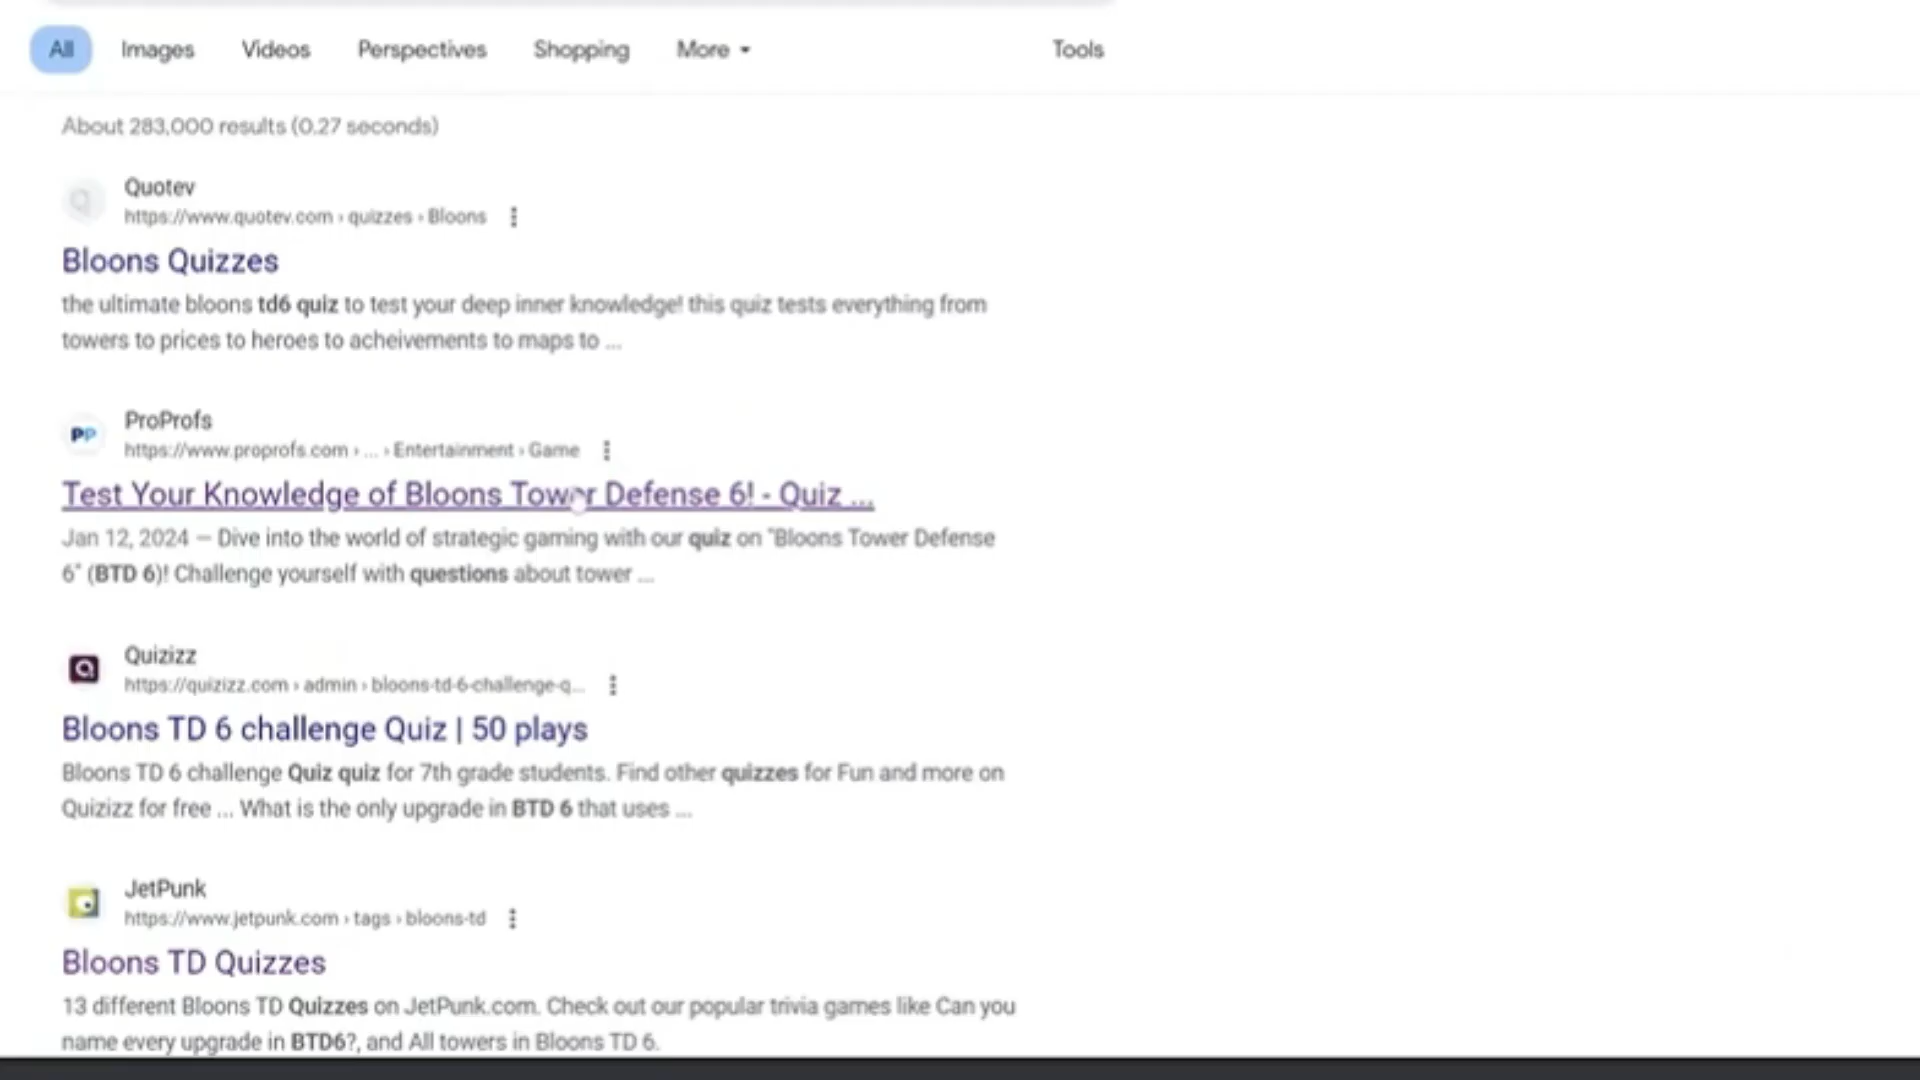 All Images Videos Perspectives Shopping More Tools
About 283,000 results (0.27 seconds)
Quotev
https://www.quotev.com › quizzes › Bloons
Bloons Quizzes
the ultimate bloons td6 quiz to test your deep inner knowledge! this quiz tests everything from
towers to prices to heroes to acheivements to maps to ...
PP
ProProfs
https://www.proprofs.com › ... › Entertainment › Game
Test Your Knowledge of Bloons Tower Defense 6! - Quiz ...
Jan 12, 2024 — Dive into the world of strategic gaming with our quiz on "Bloons Tower Defense
6" (BTD 6)! Challenge yourself with questions about tower ...
Quizizz
https://quizizz.com › admin › bloons-td-6-challenge-q...
Bloons TD 6 challenge Quiz | 50 plays
Bloons TD 6 challenge Quiz quiz for 7th grade students. Find other quizzes for Fun and more on
Quizizz for free ... What is the only upgrade in BTD 6 that uses ...
JetPunk
https://www.jetpunk.com › tags › bloons-td
Bloons TD Quizzes
13 different Bloons TD Quizzes on JetPunk.com. Check out our popular trivia games like Can you
name every upgrade in BTD6?, and All towers in Bloons TD 6.